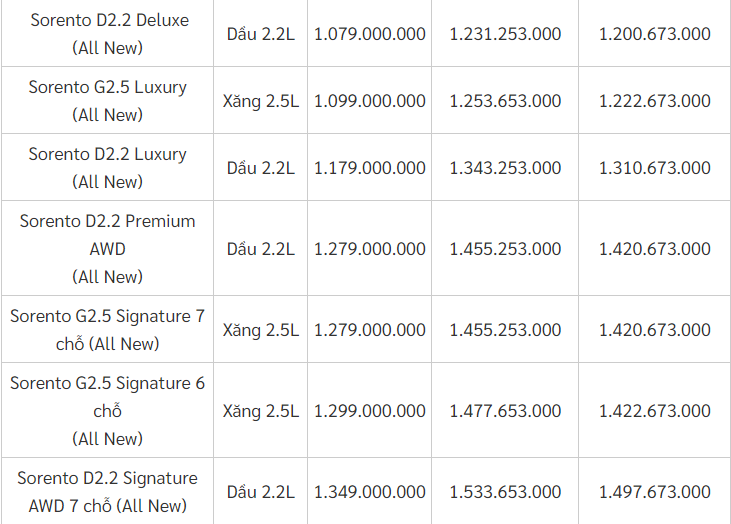 Sorento D2.2 Deluxe
(All New)
Dầu 2.2L
1.079.000.000
1.231.253.000
1.200.673.000
Sorento G2.5 Luxury
(All New)
Xăng 2.5L
1.099.000.000
1.253.653.000
1.222.673.000
Sorento D2.2 Luxury
(All New)
Dầu 2.2L
1.179.000.000
1.343.253.000
1.310.673.000
Sorento D2.2 Premium
AWD
(All New)
Dầu 2.2L
1.279.000.000
1.455.253.000
1.420.673.000
Sorento G2.5 Signature 7
chỗ (All New)
Xăng 2.5L
1.279.000.000
1.455.253.000
1.420.673.000
Sorento G2.5 Signature 6
chỗ
(All New)
Xăng 2.5L
1.299.000.000
1.477.653.000
1.422.673.000
Sorento D2.2 Signature
AWD 7 chỗ (All New)
Dầu 2.2L
1.349.000.000
1.533.653.000
1.497.673.000